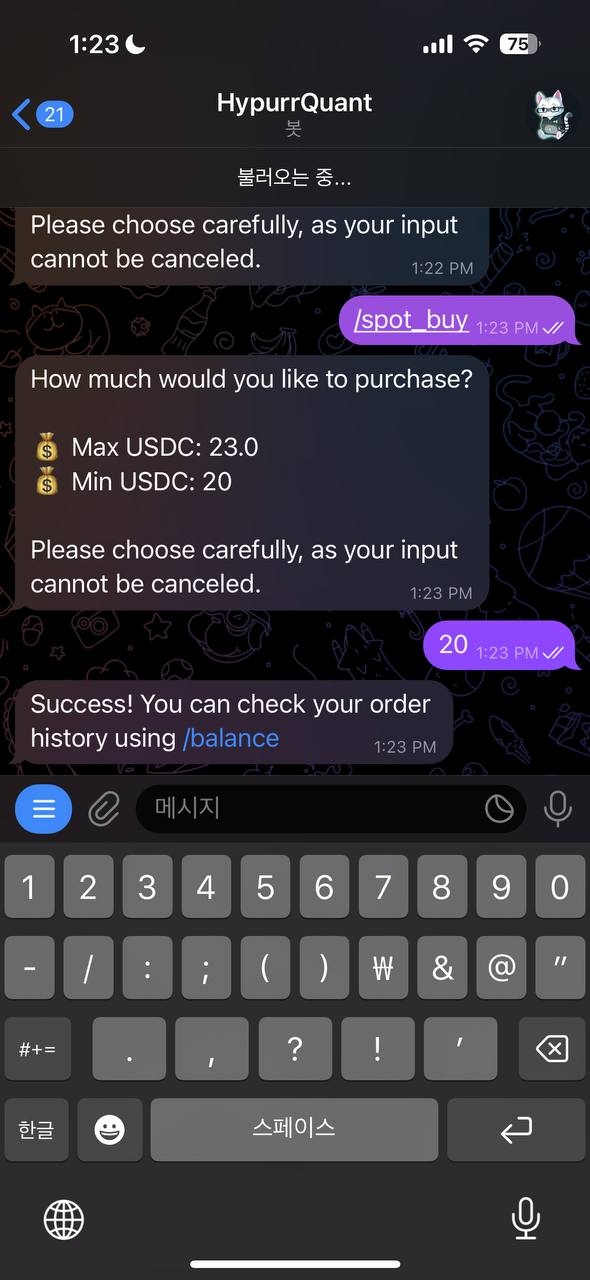 1:23
75
21
HypurrQuant
봇
불러오는 중...
Please choose carefully, as your input
cannot be canceled.
1:22 PM
/spot_buy 1:23 PM
How much would you like to purchase?
💰 Max USDC: 23.0
💰 Min USDC: 20
Please choose carefully, as your input
cannot be canceled.
1:23 PM
20 1:23 PM
Success! You can check your order
history using /balance
1:23 PM
메시지
1 2 3 4 5 6 7 8 9 0
- / : ; ( ) ₩ & @ "
#+= . , ? ! '
한글 스페이스